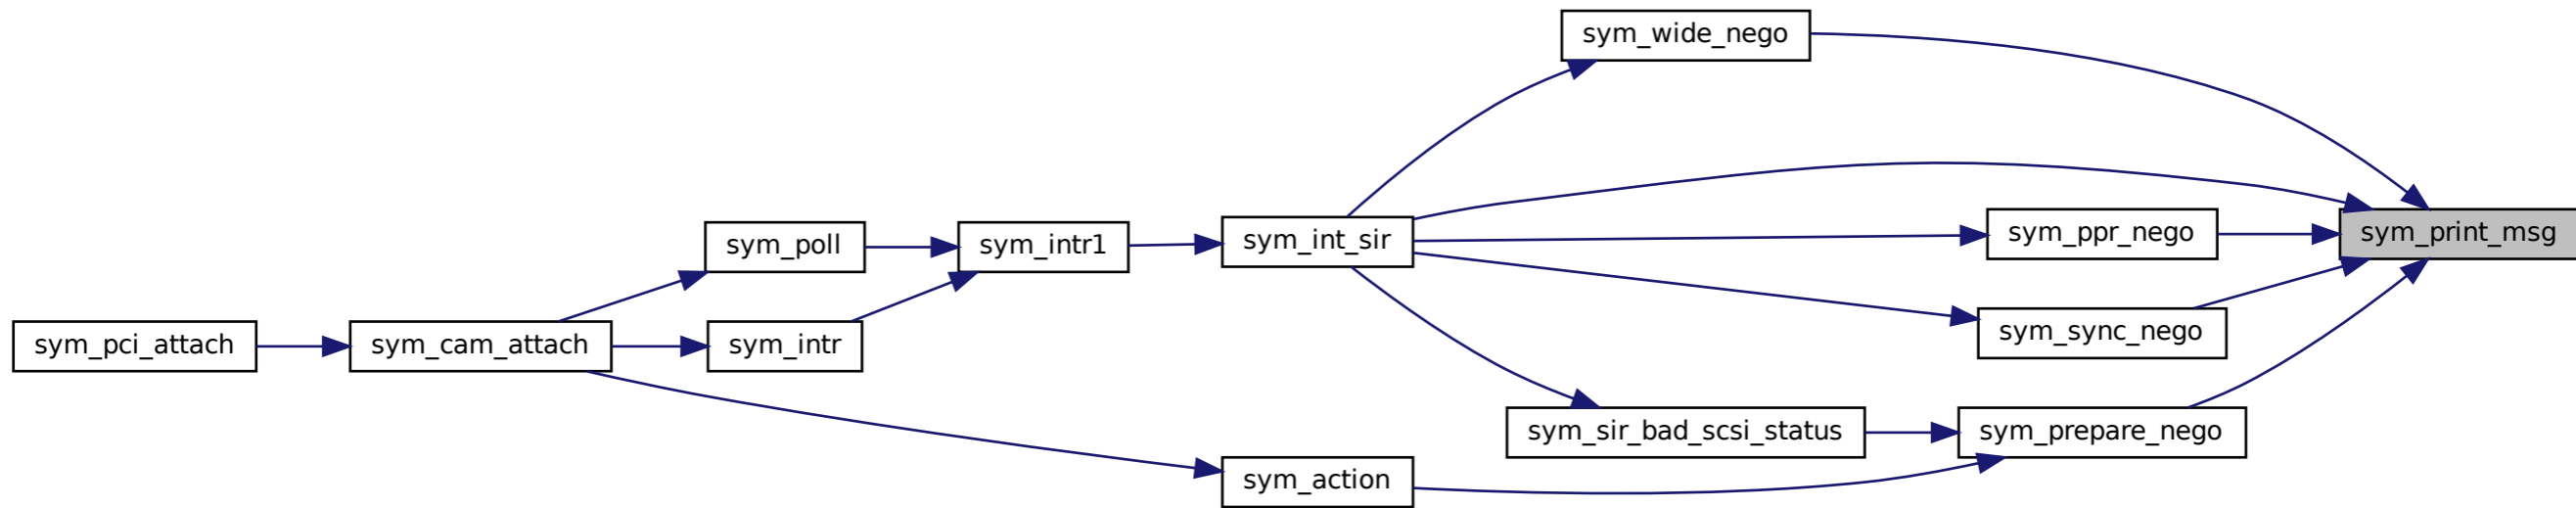 sym_wide_nego
sym_poll
sym_intr1
sym_int_sir
sym_ppr_nego
sym_print_msg
sym_pci_attach
sym_cam_attach
sym_intr
sym_sync_nego
sym_sir_bad_scsi_status
sym_prepare_nego
sym_action